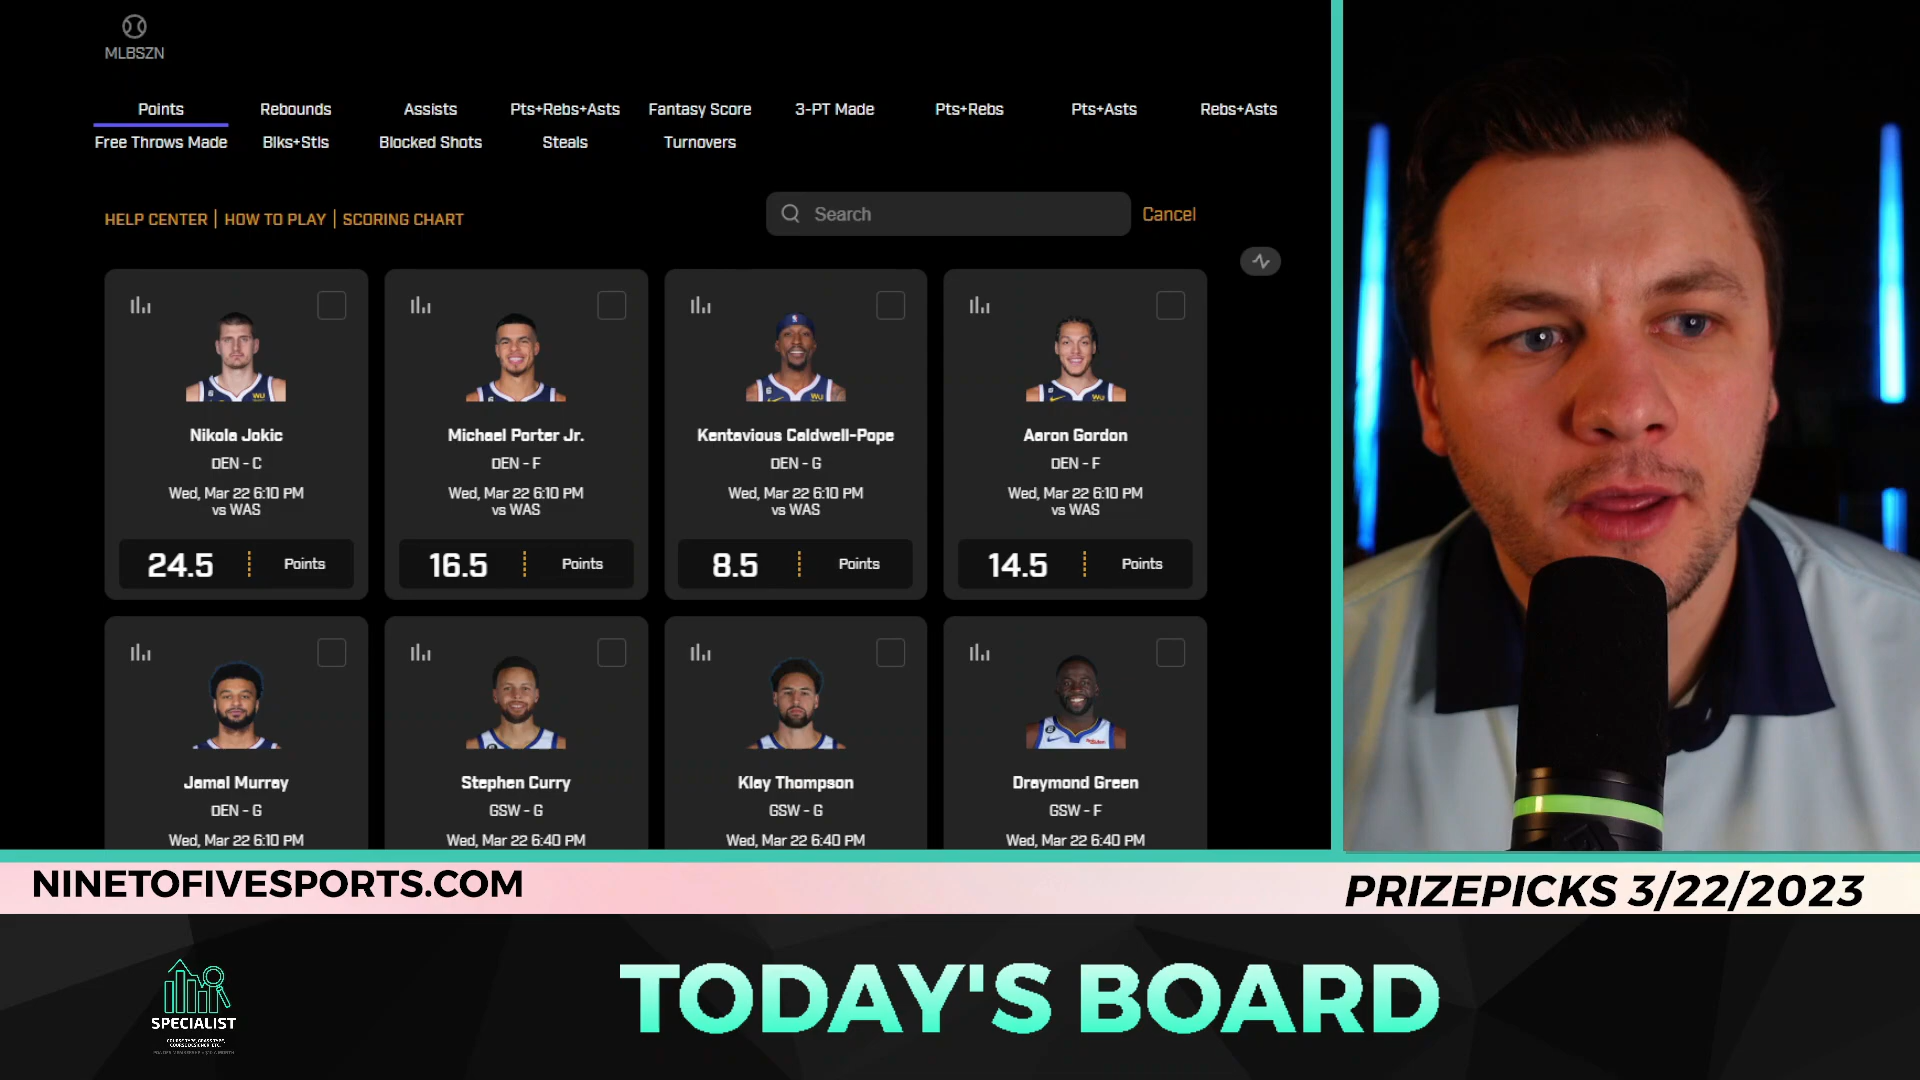 MLBSZN
Points Rebounds Assists Pts+Rebs+Asts Fantasy Score 3-PT Made Pts+Rebs Pts+Asts Rebs+Asts
Free Throws Made Blks+Stls Blocked Shots Steals Turnovers
HELP CENTER | HOW TO PLAY | SCORING CHART
Search
Cancel
Nikola Jokic
DEN - C
Wed, Mar 22 6:10 PM
vs WAS
24.5 Points
Michael Porter Jr.
DEN - F
Wed, Mar 22 6:10 PM
vs WAS
16.5 Points
Kentavious Caldwell-Pope
DEN - G
Wed, Mar 22 6:10 PM
vs WAS
8.5 Points
Aaron Gordon
DEN - F
Wed, Mar 22 6:10 PM
vs WAS
14.5 Points
Jamal Murray
DEN - G
Wed, Mar 22 6:10 PM
Stephen Curry
GSW - G
Wed, Mar 22 6:40 PM
Klay Thompson
GSW - G
Wed, Mar 22 6:40 PM
Draymond Green
GSW - F
Wed, Mar 22 6:40 PM
NINETOFIVESPORTS.COM
PRIZEPICKS 3/22/2023
SPECIALIST
TODAY'S BOARD